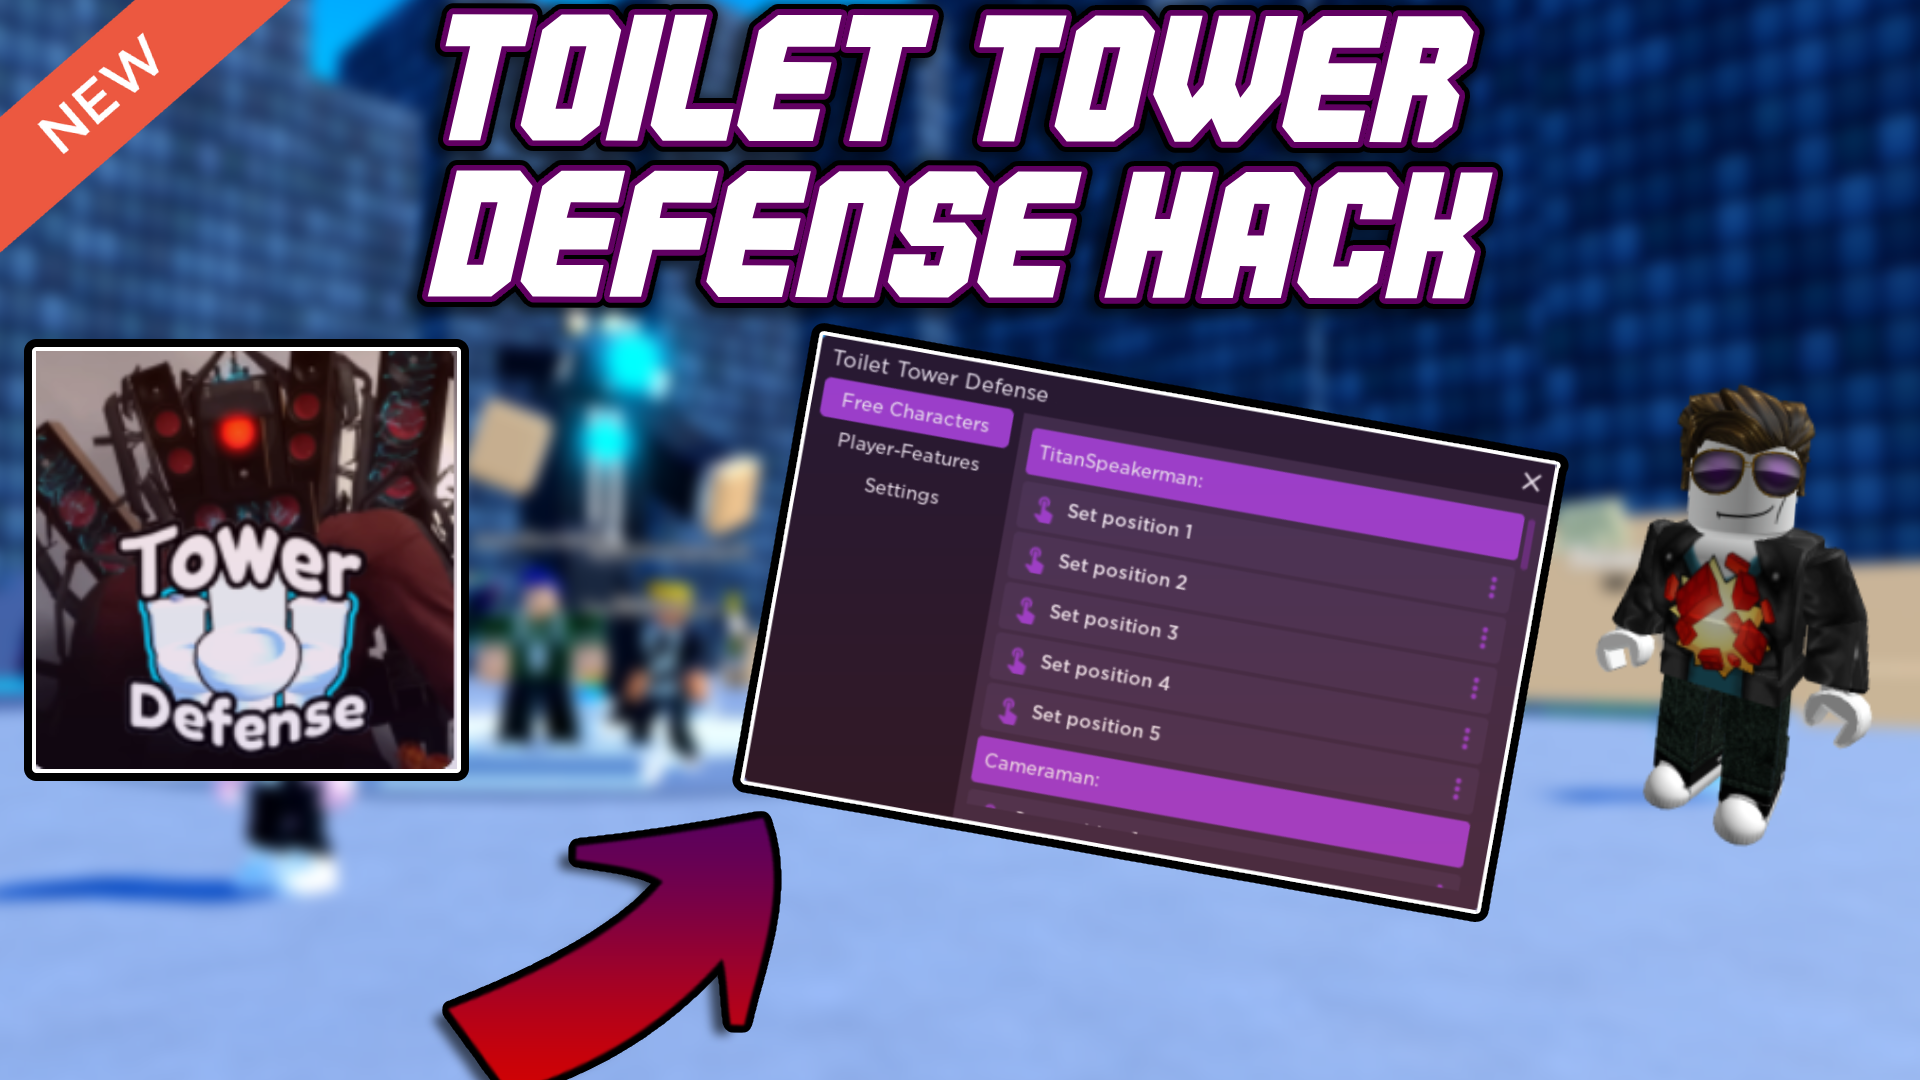 NEW
TOILET TOWER
DEFENSE HACK
Tower
Defense
Toilet Tower Defense
Free Characters
Player-Features
Settings
TitanSpeakerman:
Set position 1
Set position 2
Set position 3
Set position 4
Set position 5
Cameraman: